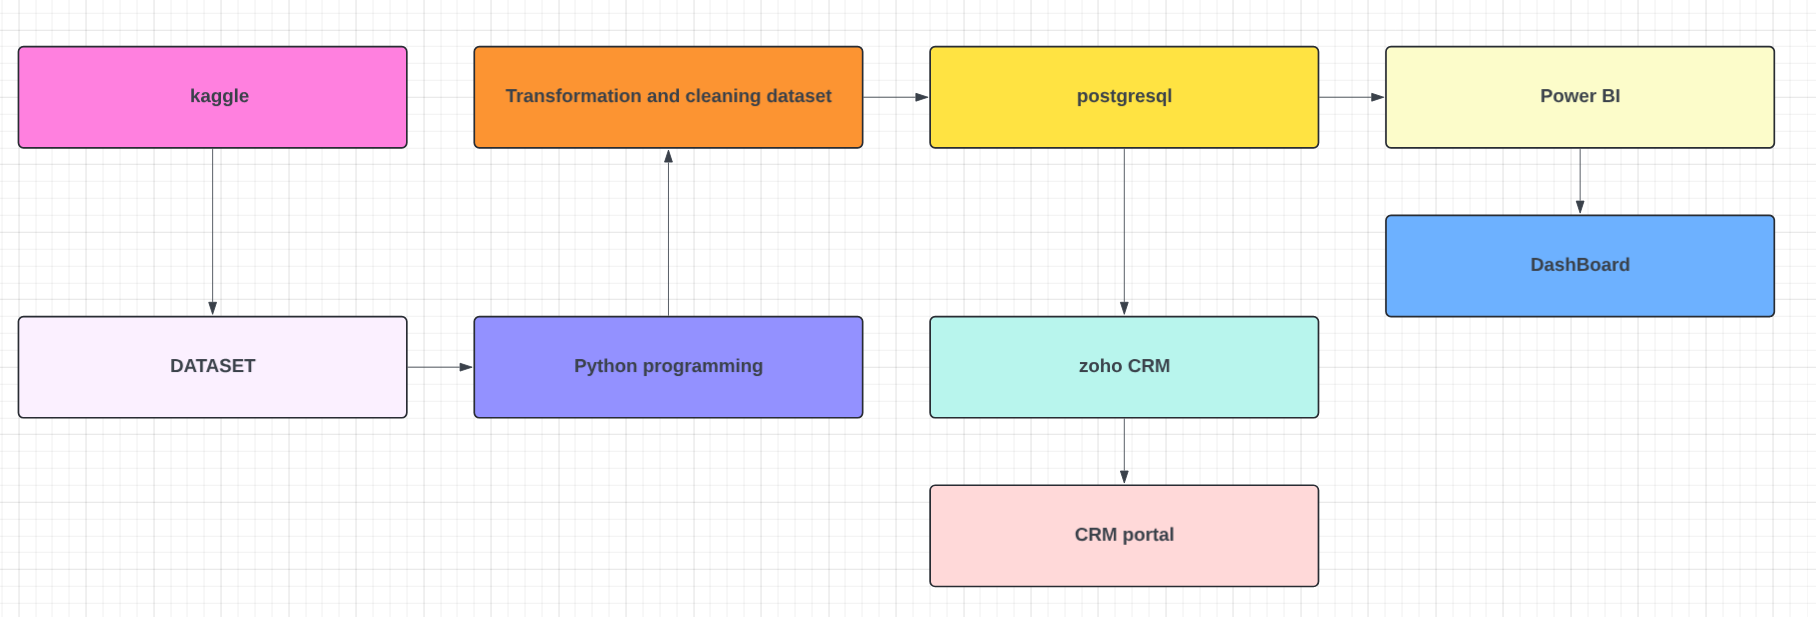 kaggle
Transformation and cleaning dataset
postgresql
Power BI
DashBoard
DATASET
Python programming
zoho CRM
CRM portal